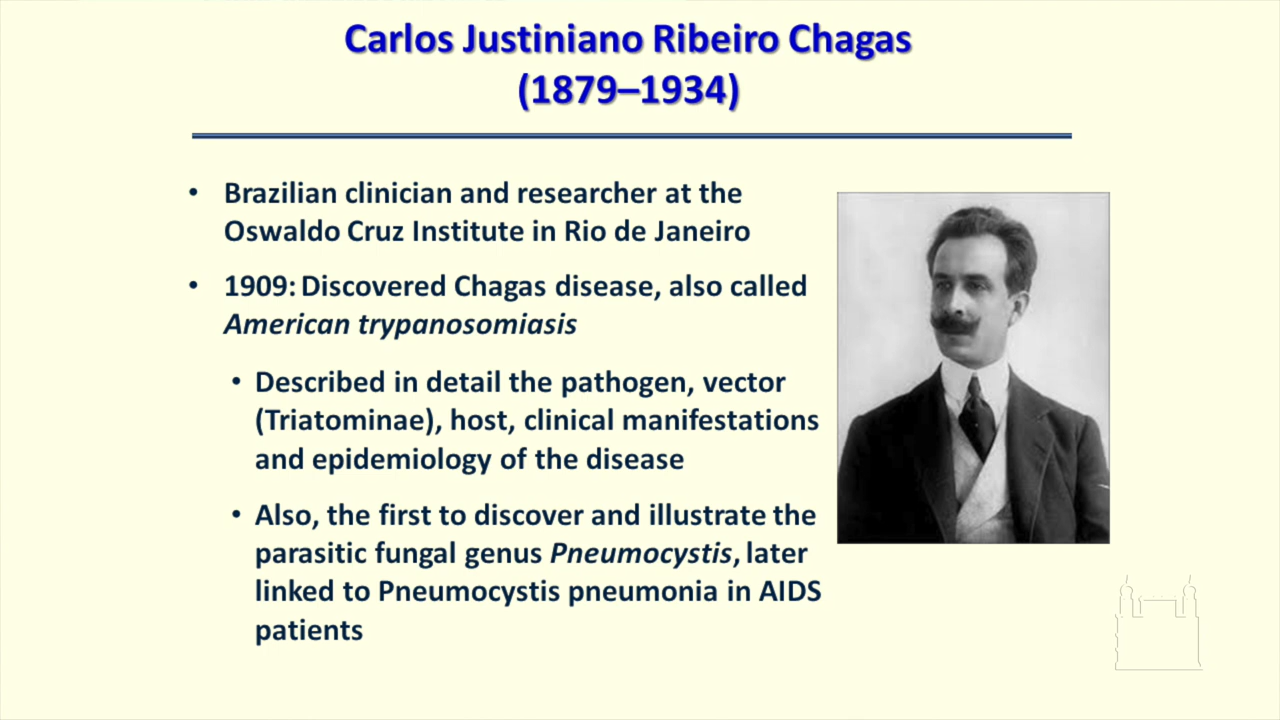 Carlos Justiniano Ribeiro Chagas
(1879–1934)
• Brazilian clinician and researcher at the
Oswaldo Cruz Institute in Rio de Janeiro
• 1909: Discovered Chagas disease, also called
American trypanosomiasis
• Described in detail the pathogen, vector
(Triatominae), host, clinical manifestations
and epidemiology of the disease
• Also, the first to discover and illustrate the
parasitic fungal genus Pneumocystis, later
linked to Pneumocystis pneumonia in AIDS
patients